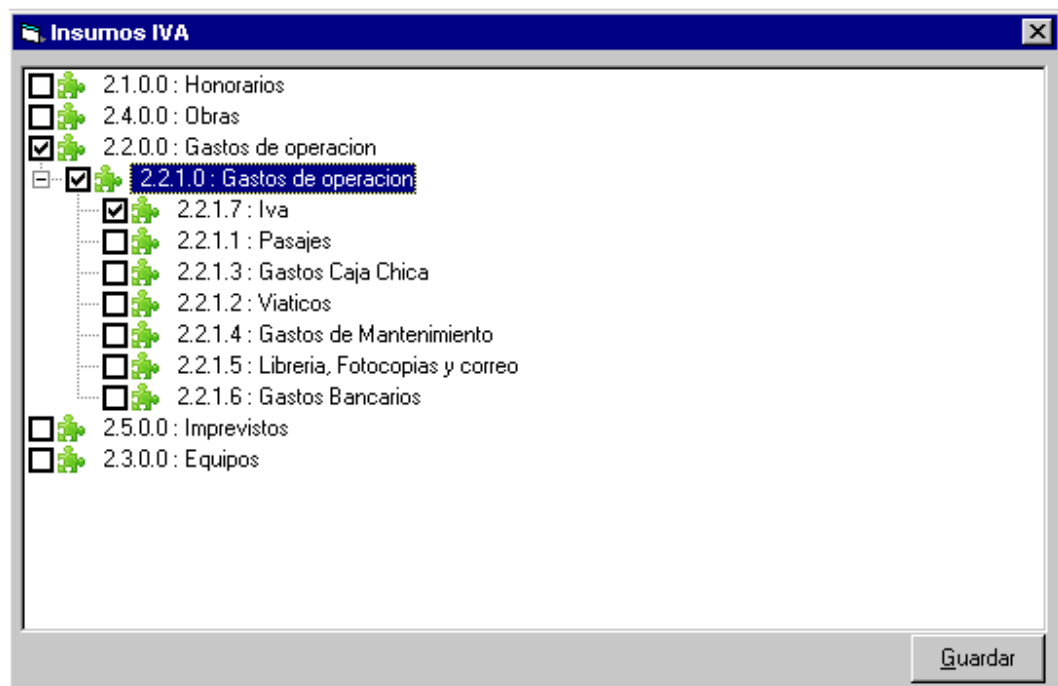 Insumos IVA
2.1.0.0 : Honorarios
2.4.0.0 : Obras
2.2.0.0 : Gastos de operacion
2.2.1.0 : Gastos de operacion
2.2.1.7 : Iva
2.2.1.1 : Pasajes
2.2.1.3 : Gastos Caja Chica
2.2.1.2 : Viaticos
2.2.1.4 : Gastos de Mantenimiento
2.2.1.5 : Libreria, Fotocopias y correo
2.2.1.6 : Gastos Bancarios
2.5.0.0 : Imprevistos
2.3.0.0 : Equipos
Guardar